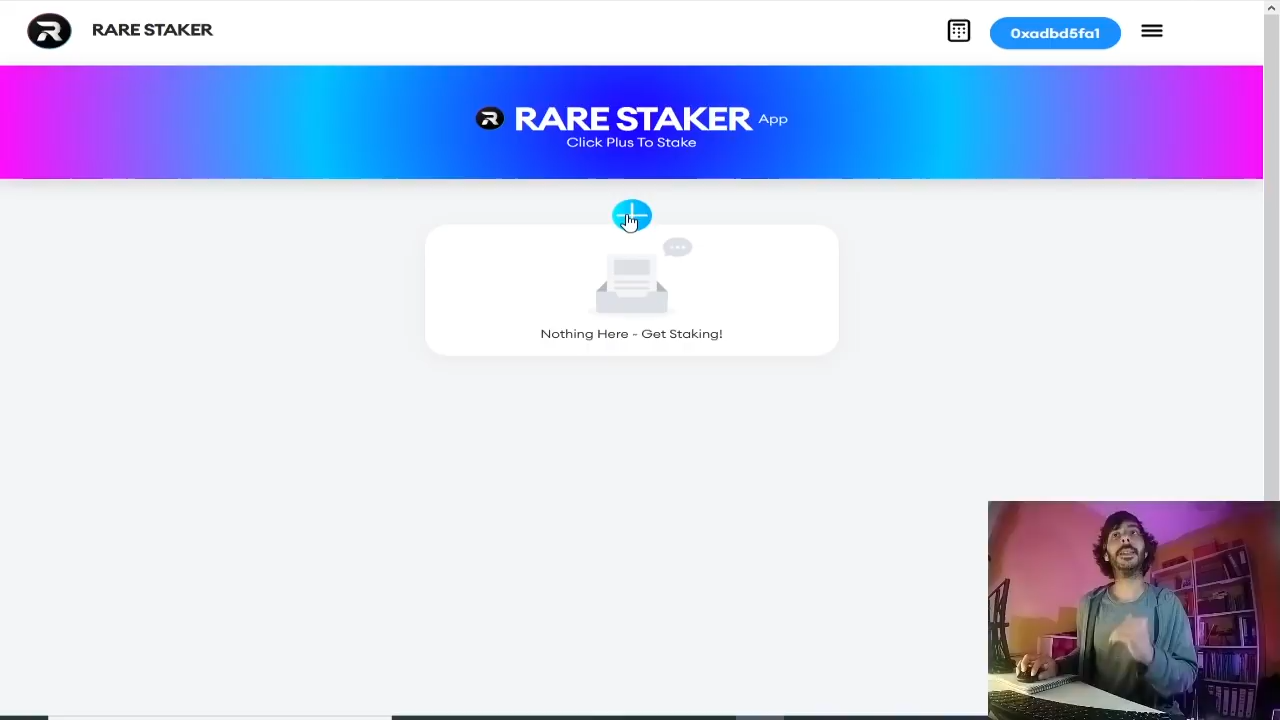 RARE STAKER
0xadbd5fa1
RARE STAKER App
Click Plus To Stake
Nothing Here - Get Staking!